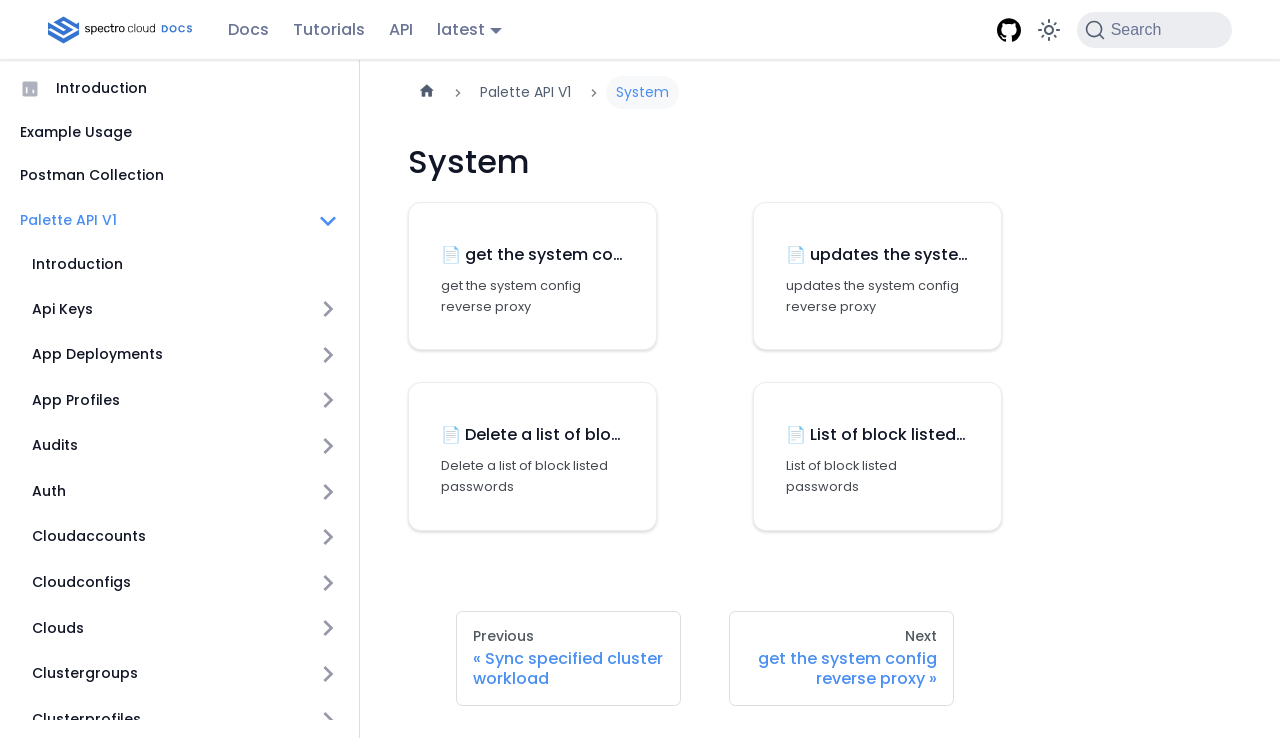 spectro cloud DOCS
Docs
Tutorials
API
latest
Search
Introduction
Example Usage
Postman Collection
Palette API V1
Introduction
Api Keys
App Deployments
App Profiles
Audits
Auth
Cloudaccounts
Cloudconfigs
Clouds
Clustergroups
Clusterprofiles
Palette API V1
System
System
📄 get the system co...
get the system config
reverse proxy
📄 updates the syste...
updates the system config
reverse proxy
📄 Delete a list of blo...
Delete a list of block listed
passwords
📄 List of block listed...
List of block listed
passwords
Previous
« Sync specified cluster
workload
Next
get the system config
reverse proxy »